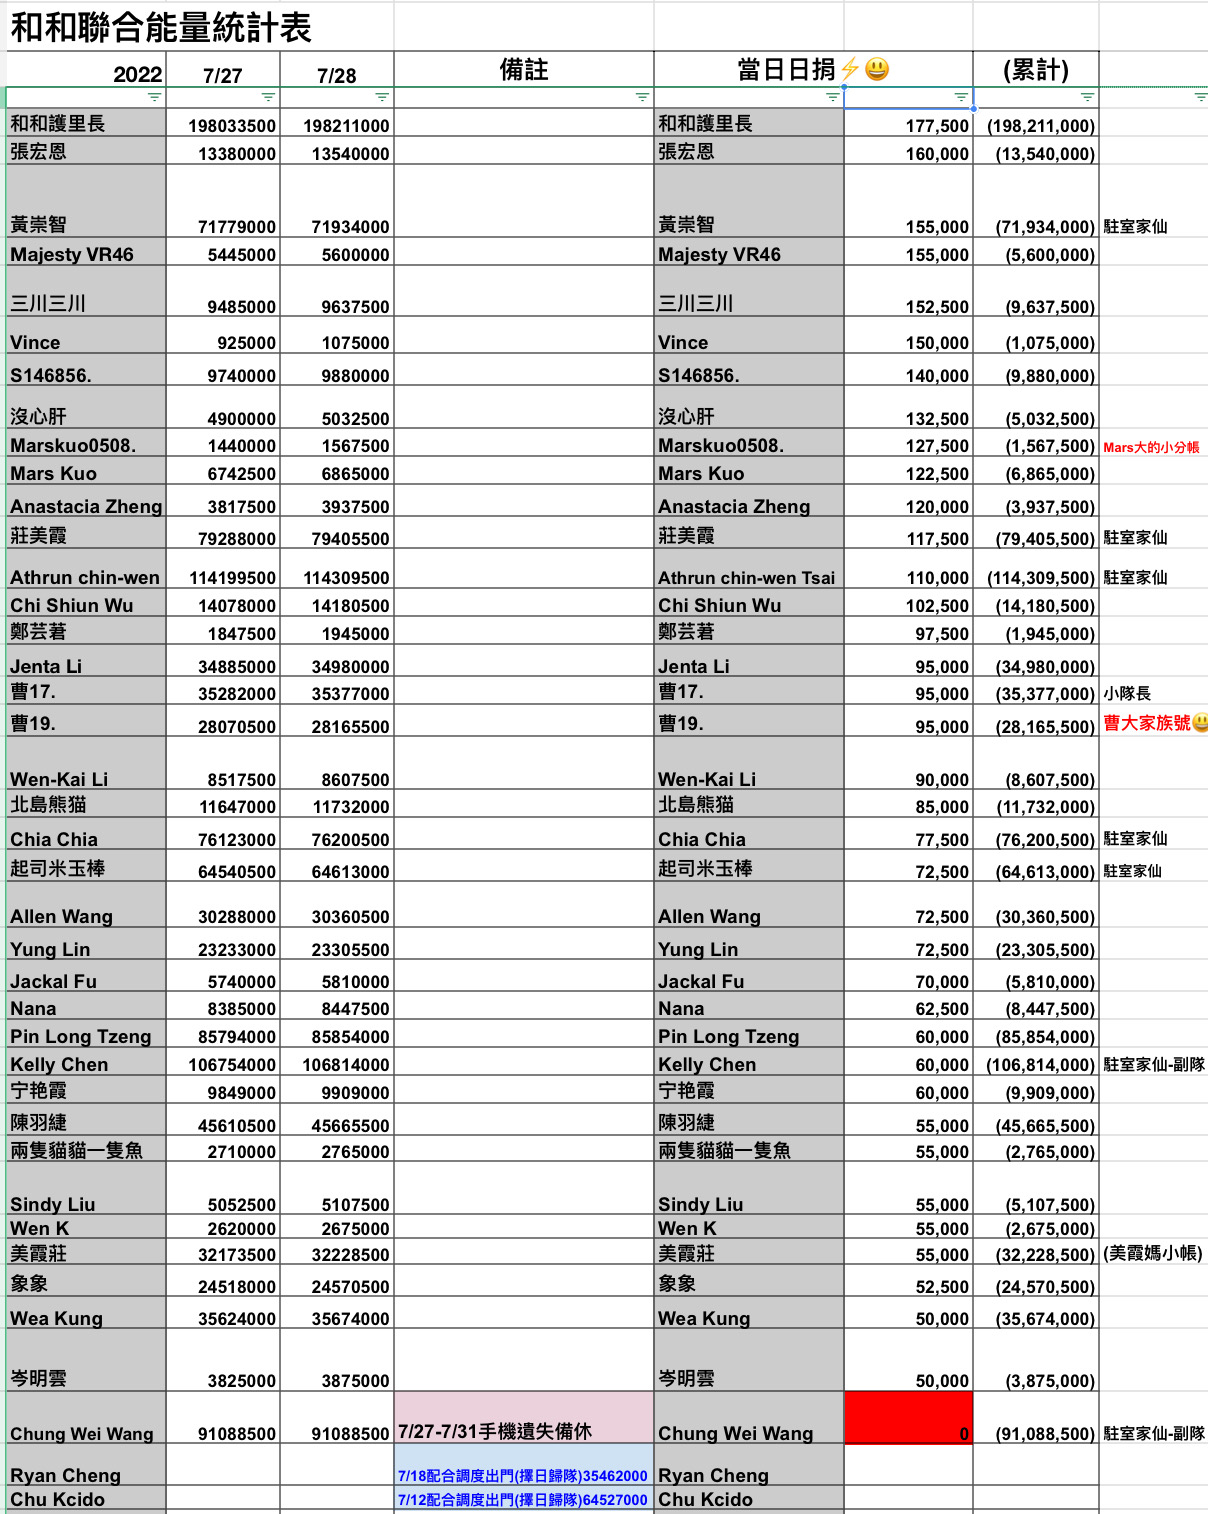 和和聯合能量統計表
2022 7/27 7/28 備註 當日日捐⚡😃 (累計)
和和護里長 198033500 198211000 和和護里長 177,500 (198,211,000)
張宏恩 13380000 13540000 張宏恩 160,000 (13,540,000)
黃崇智 71779000 71934000 黃崇智 155,000 (71,934,000) 駐室家仙
Majesty VR46 5445000 5600000 Majesty VR46 155,000 (5,600,000)
三川三川 9485000 9637500 三川三川 152,500 (9,637,500)
Vince 925000 1075000 Vince 150,000 (1,075,000)
S146856. 9740000 9880000 S146856. 140,000 (9,880,000)
沒心肝 4900000 5032500 沒心肝 132,500 (5,032,500)
Marskuo0508. 1440000 1567500 Marskuo0508. 127,500 (1,567,500) Mars大的小分帳
Mars Kuo 6742500 6865000 Mars Kuo 122,500 (6,865,000)
Anastacia Zheng 3817500 3937500 Anastacia Zheng 120,000 (3,937,500)
莊美霞 79288000 79405500 莊美霞 117,500 (79,405,500) 駐室家仙
Athrun chin-wen 114199500 114309500 Athrun chin-wen Tsai 110,000 (114,309,500) 駐室家仙
Chi Shiun Wu 14078000 14180500 Chi Shiun Wu 102,500 (14,180,500)
鄭芸著 1847500 1945000 鄭芸著 97,500 (1,945,000)
Jenta Li 34885000 34980000 Jenta Li 95,000 (34,980,000)
曹17. 35282000 35377000 曹17. 95,000 (35,377,000) 小隊長
曹19. 28070500 28165500 曹19. 95,000 (28,165,500) 曹大家族號😃
Wen-Kai Li 8517500 8607500 Wen-Kai Li 90,000 (8,607,500)
北島熊猫 11647000 11732000 北島熊猫 85,000 (11,732,000)
Chia Chia 76123000 76200500 Chia Chia 77,500 (76,200,500) 駐室家仙
起司米玉棒 64540500 64613000 起司米玉棒 72,500 (64,613,000) 駐室家仙
Allen Wang 30288000 30360500 Allen Wang 72,500 (30,360,500)
Yung Lin 23233000 23305500 Yung Lin 72,500 (23,305,500)
Jackal Fu 5740000 5810000 Jackal Fu 70,000 (5,810,000)
Nana 8385000 8447500 Nana 62,500 (8,447,500)
Pin Long Tzeng 85794000 85854000 Pin Long Tzeng 60,000 (85,854,000)
Kelly Chen 106754000 106814000 Kelly Chen 60,000 (106,814,000) 駐室家仙-副隊
宁艳霞 9849000 9909000 宁艳霞 60,000 (9,909,000)
陳羽緁 45610500 45665500 陳羽緁 55,000 (45,665,500)
兩隻貓貓一隻魚 2710000 2765000 兩隻貓貓一隻魚 55,000 (2,765,000)
Sindy Liu 5052500 5107500 Sindy Liu 55,000 (5,107,500)
Wen K 2620000 2675000 Wen K 55,000 (2,675,000)
美霞莊 32173500 32228500 美霞莊 55,000 (32,228,500) (美霞媽小帳)
象象 24518000 24570500 象象 52,500 (24,570,500)
Wea Kung 35624000 35674000 Wea Kung 50,000 (35,674,000)
岑明雲 3825000 3875000 岑明雲 50,000 (3,875,000)
Chung Wei Wang 91088500 91088500 7/27-7/31手機遺失備休 Chung Wei Wang 0 (91,088,500) 駐室家仙-副隊
Ryan Cheng 7/18配合調度出門(擇日歸隊)35462000 Ryan Cheng
Chu Kcido 7/12配合調度出門(擇日歸隊)64527000 Chu Kcido